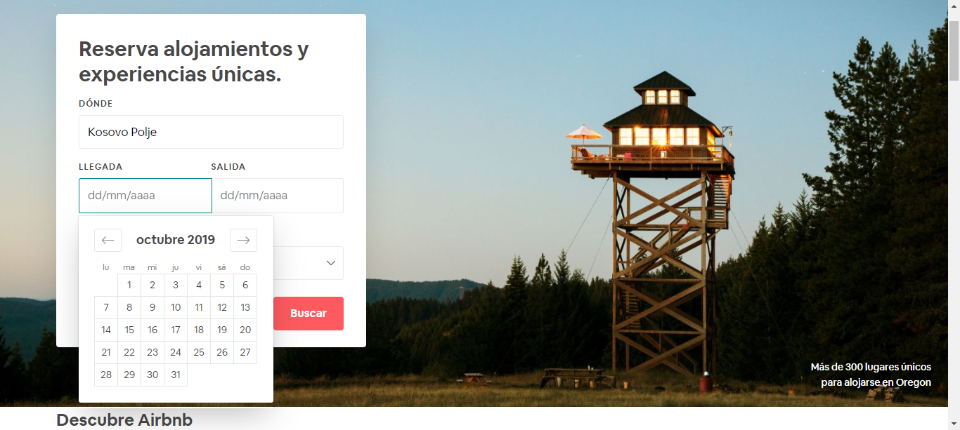 Reserva alojamientos y
experiencias únicas.
DÓNDE
Kosovo Polje
LLEGADA SALIDA
dd/mm/aaaa dd/mm/aaaa
octubre 2019
lu ma mi ju vi sá do
1 2 3 4 5 6
7 8 9 10 11 12 13
14 15 16 17 18 19 20
21 22 23 24 25 26 27
28 29 30 31
Buscar
Más de 300 lugares únicos
para alojarse en Oregon
Descubre Airbnb